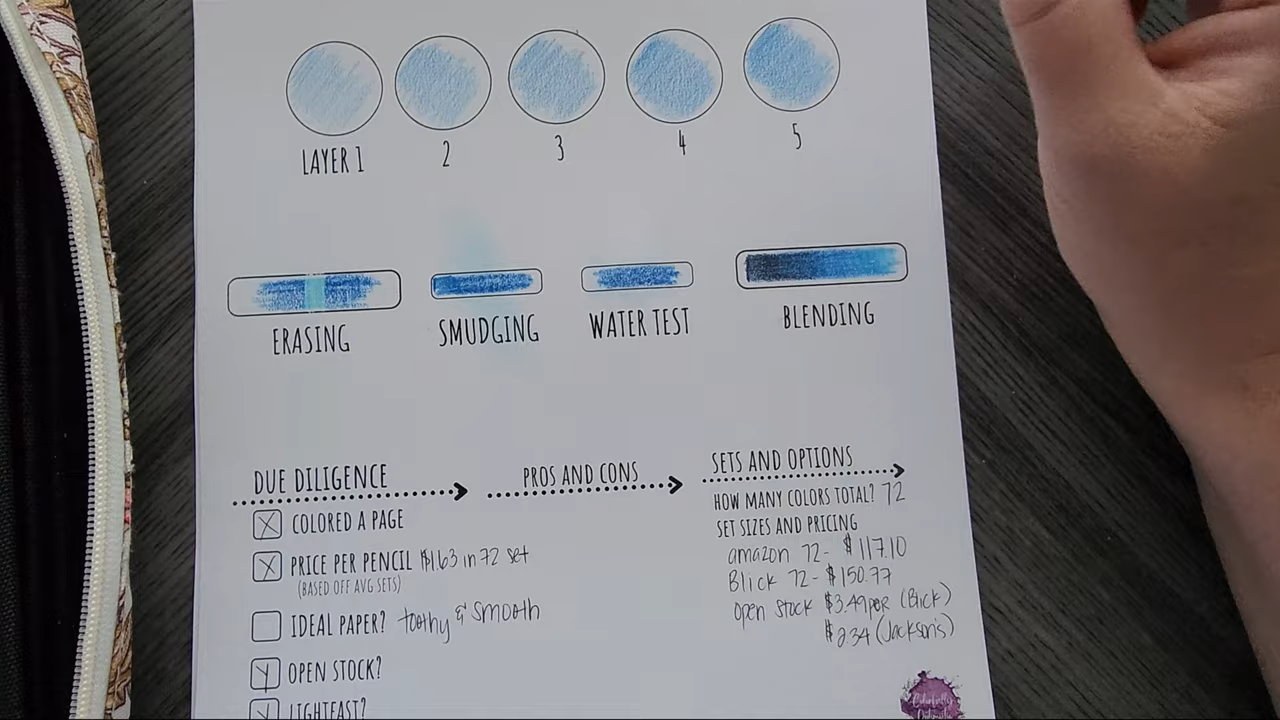 LAYER 1 2 3 4 5
ERASING SMUDGING WATER TEST BLENDING
DUE DILIGENCE
X COLORED A PAGE
X PRICE PER PENCIL $1.63 in 72 set
(BASED OFF AVG SETS)
IDEAL PAPER? toothy & smooth
Y OPEN STOCK?
Y LIGHTFAST?
PROS AND CONS
SETS AND OPTIONS
HOW MANY COLORS TOTAL? 72
SET SIZES AND PRICING
amazon 72- $117.10
Blick 72- $150.77
open stock $3.49 per (Blick)
$2.34 (Jackson's)